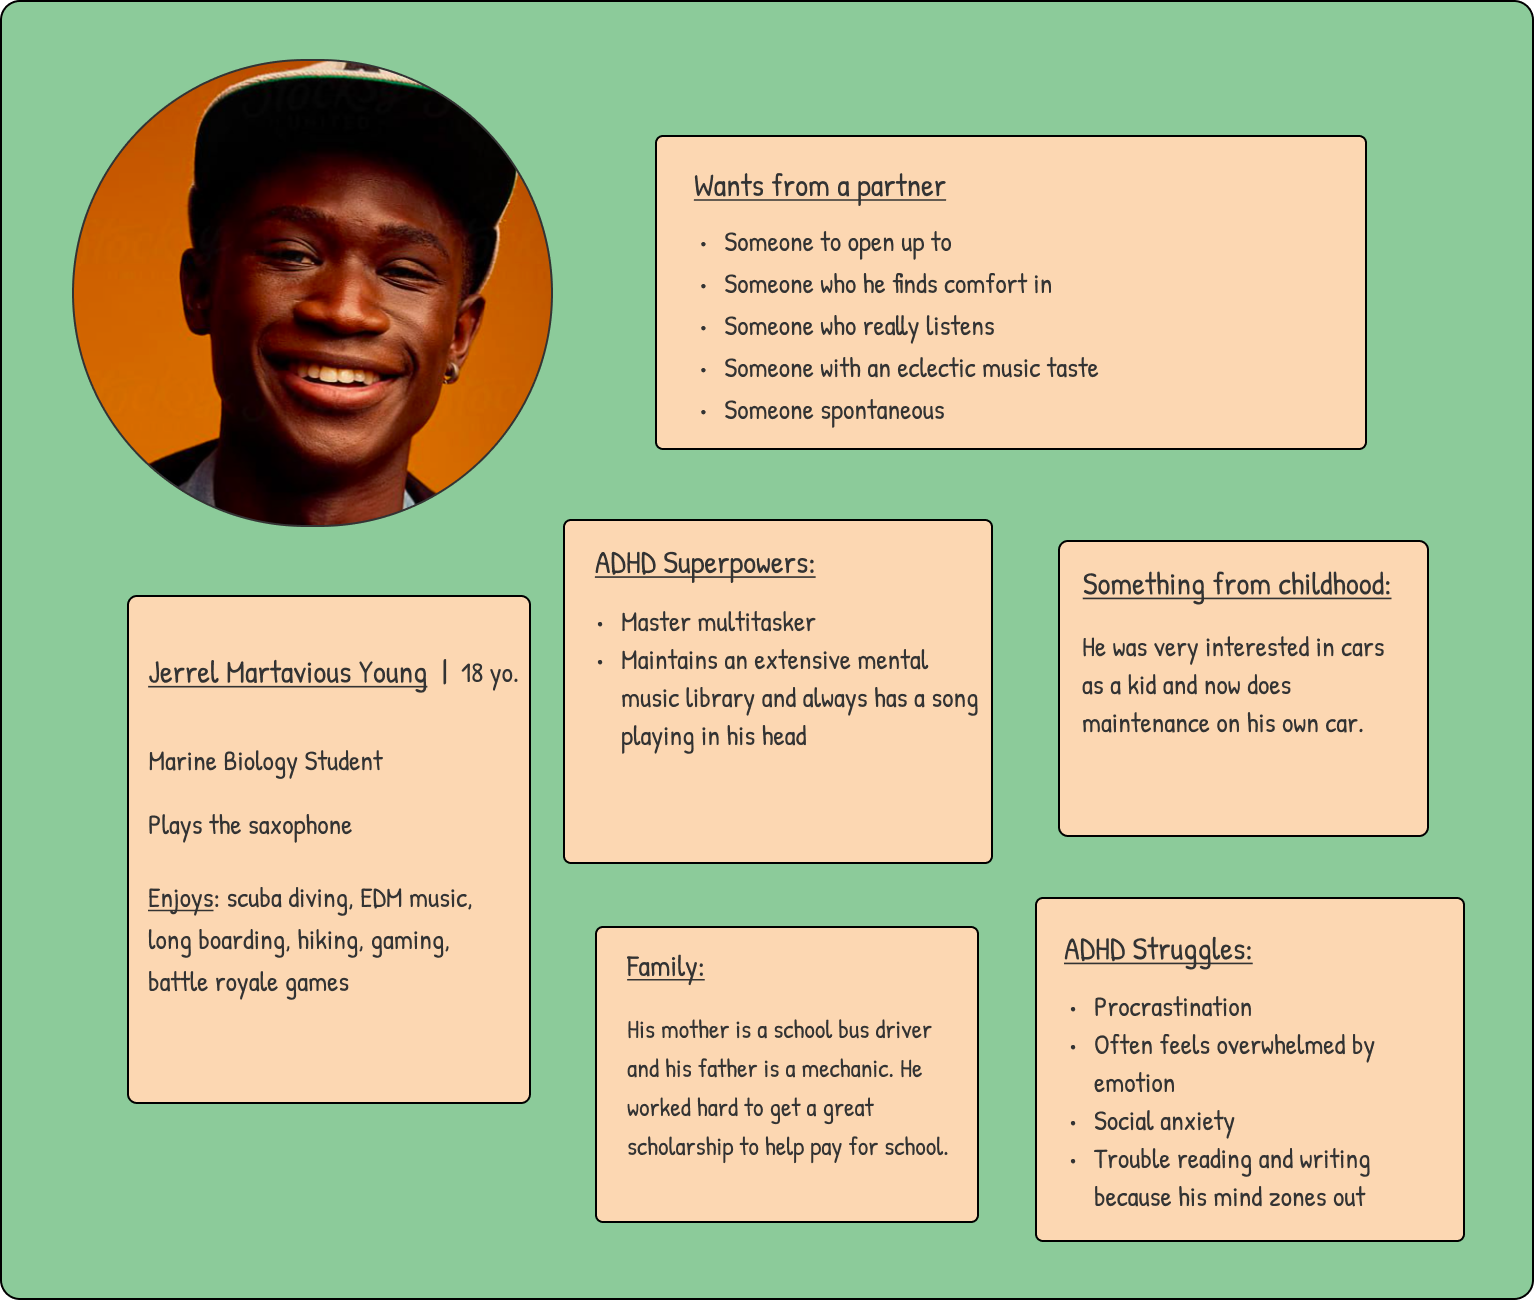 Wants from a partner
• Someone to open up to
• Someone who he finds comfort in
• Someone who really listens
• Someone with an eclectic music taste
• Someone spontaneous
ADHD Superpowers:
• Master multitasker
• Maintains an extensive mental
music library and always has a song
playing in his head
Something from childhood:
He was very interested in cars
as a kid and now does
maintenance on his own car.
Jerrel Martavious Young | 18 yo.
Marine Biology Student
Plays the saxophone
Enjoys: scuba diving, EDM music,
long boarding, hiking, gaming,
battle royale games
Family:
His mother is a school bus driver
and his father is a mechanic. He
worked hard to get a great
scholarship to help pay for school.
ADHD Struggles:
• Procrastination
• Often feels overwhelmed by
emotion
• Social anxiety
• Trouble reading and writing
because his mind zones out